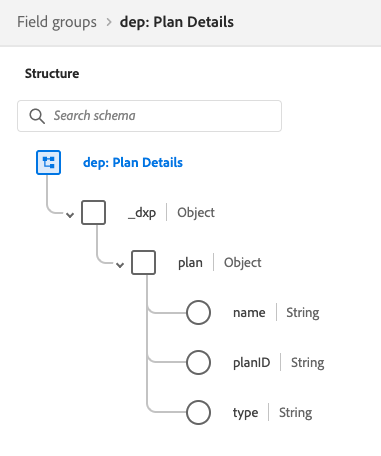 Field groups > dep: Plan Details
Structure
Search schema
dep: Plan Details
_dxp | Object
plan | Object
name | String
planID | String
type | String